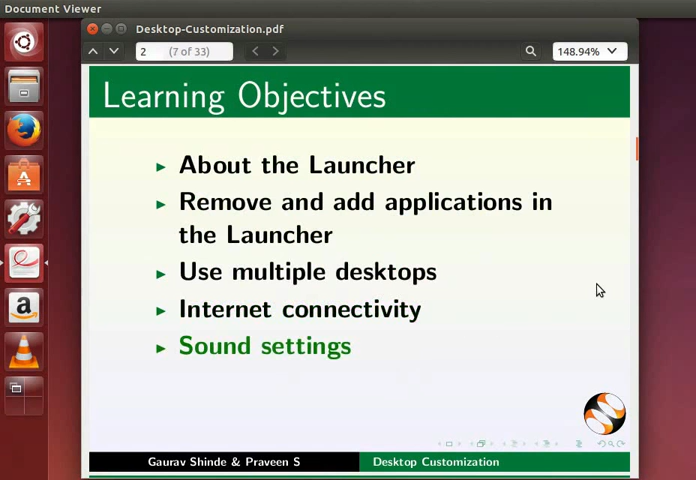 Document Viewer
Desktop-Customization.pdf
2 (7 of 33)
148.94%
Learning Objectives
About the Launcher
Remove and add applications in
the Launcher
Use multiple desktops
Internet connectivity
Sound settings
Gaurav Shinde & Praveen S
Desktop Customization